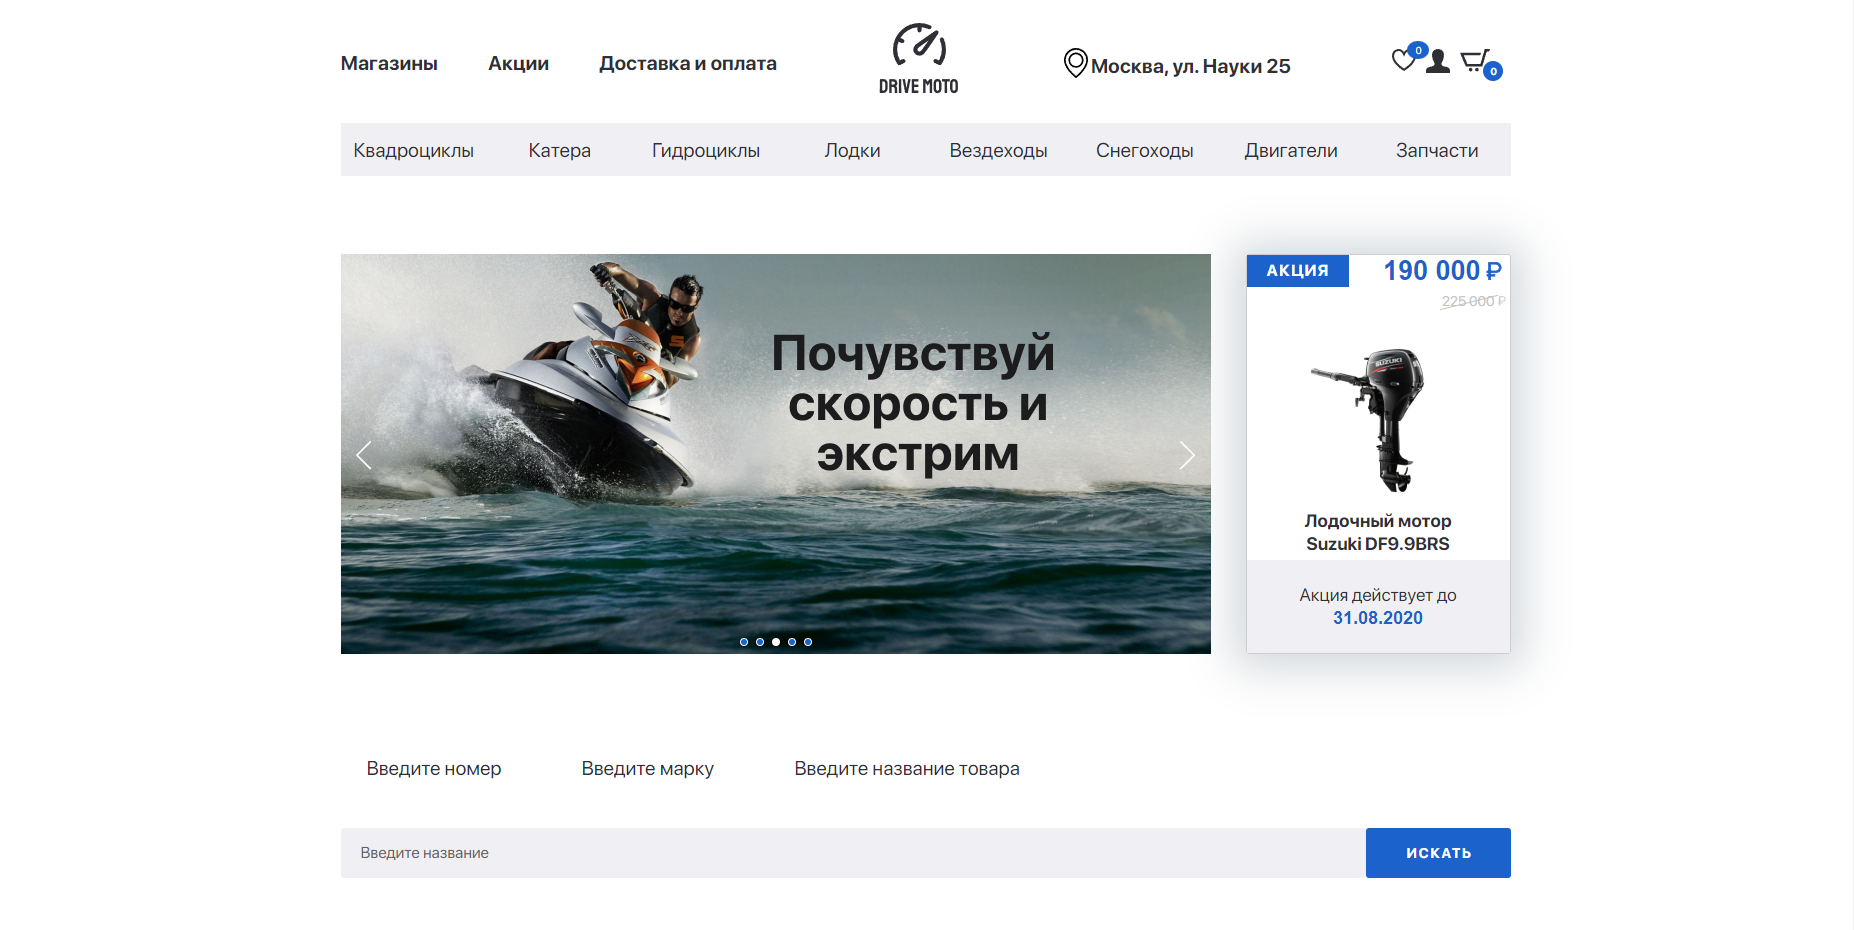 Магазины
Акции
Доставка и оплата
DRIVE MOTO
Москва, ул. Науки 25
0
0
Квадроциклы
Катера
Гидроциклы
Лодки
Вездеходы
Снегоходы
Двигатели
Запчасти
Почувствуй
скорость и
экстрим
АКЦИЯ
190 000 ₽
225 000 ₽
SUZUKI
Лодочный мотор
Suzuki DF9.9BRS
Акция действует до
31.08.2020
Введите номер
Введите марку
Введите название товара
Введите название
ИСКАТЬ